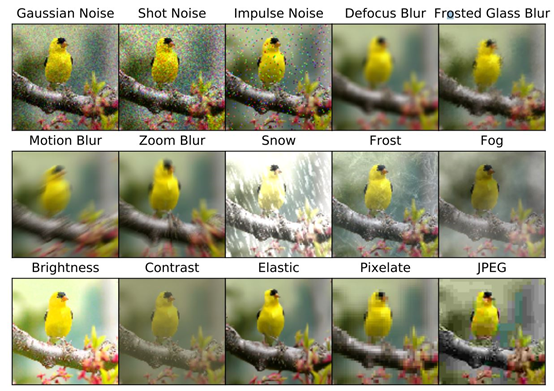 Gaussian Noise Shot Noise Impulse Noise Defocus Blur Frosted Glass Blur
Motion Blur Zoom Blur Snow Frost Fog
Brightness Contrast Elastic Pixelate JPEG